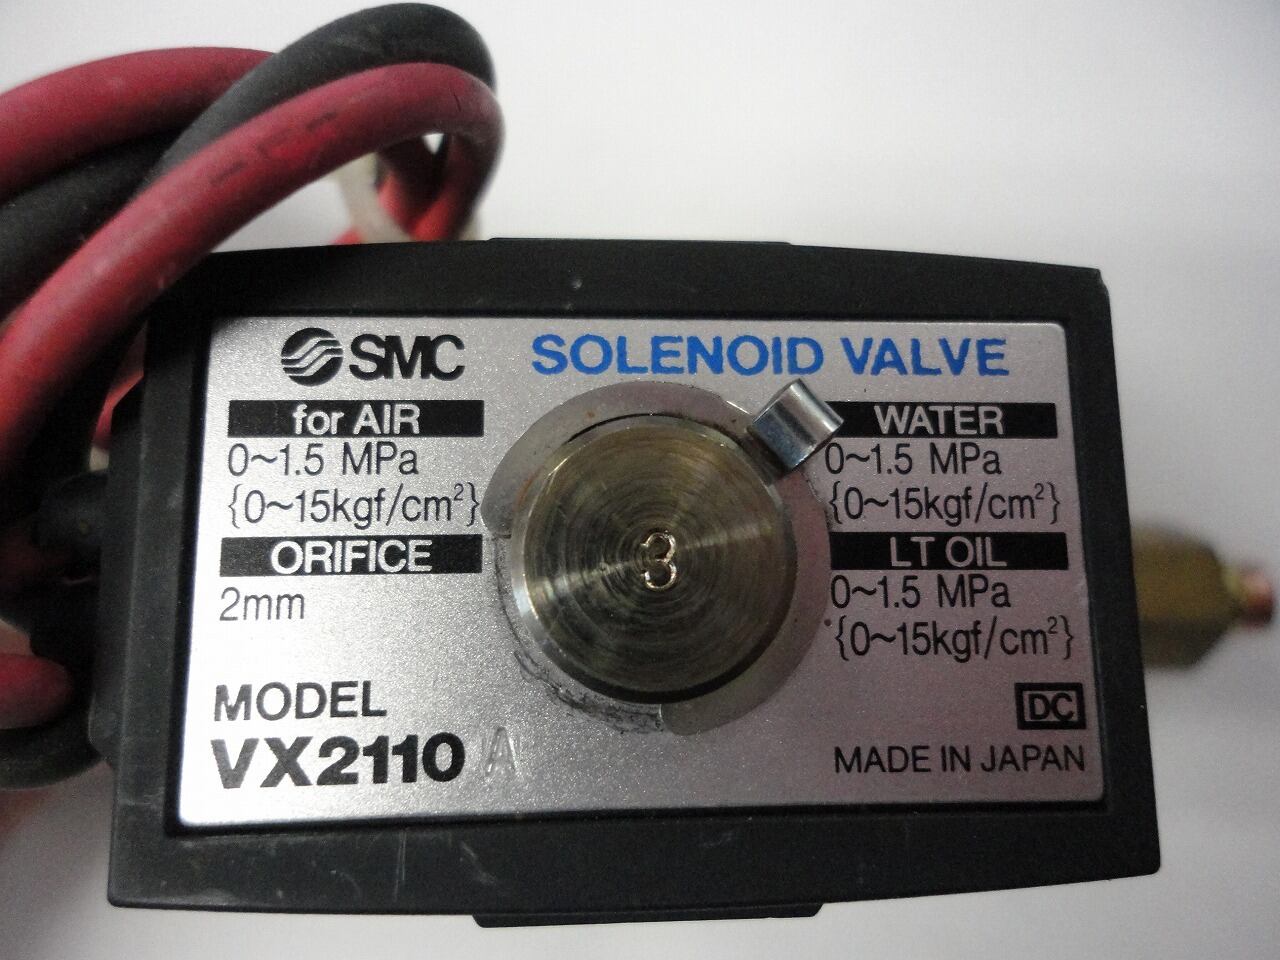 SMC SOLENOID VALVE
for AIR
0~1.5 MPa
{0~15kgf/cm²}
ORIFICE
2mm
MODEL
VX2110 A
3
WATER
0~1.5 MPa
{0~15kgf/cm²}
LT OIL
0~1.5 MPa
{0~15kgf/cm²}
DC
MADE IN JAPAN